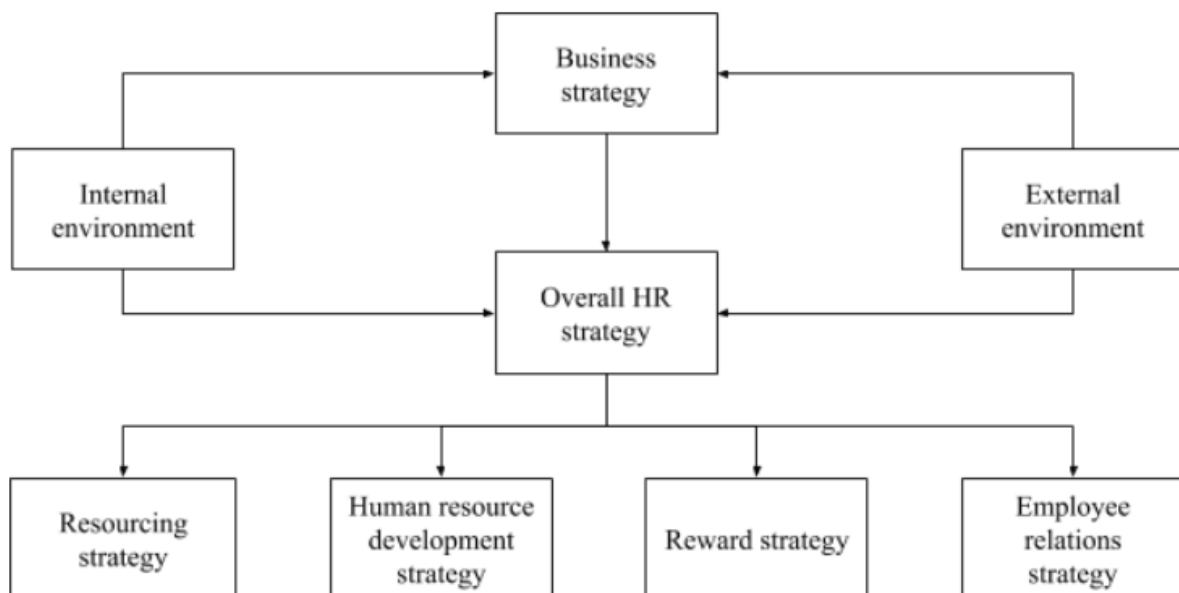 Business
strategy
Internal
environment
External
environment
Overall HR
strategy
Resourcing
strategy
Human resource
development
strategy
Reward strategy
Employee
relations
strategy